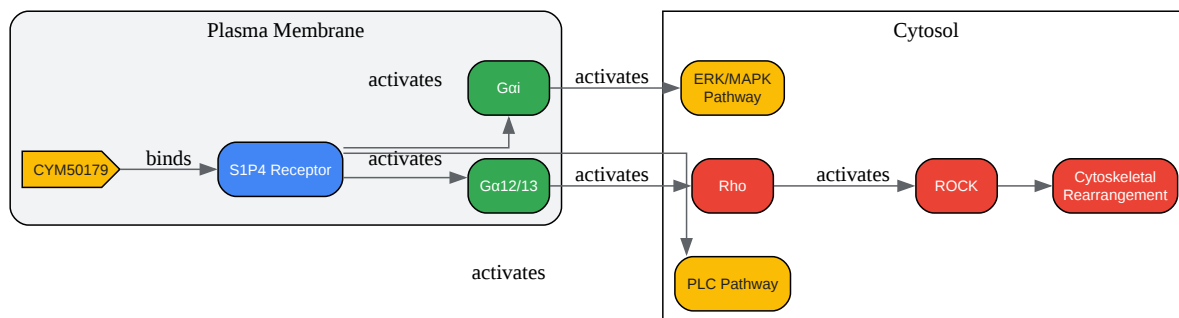 Plasma Membrane
Cytosol
activates
Gαi
activates
ERK/MAPK
Pathway
CYM50179
binds
S1P4 Receptor
activates
Gα12/13
activates
Rho
activates
ROCK
Cytoskeletal
Rearrangement
activates
PLC Pathway